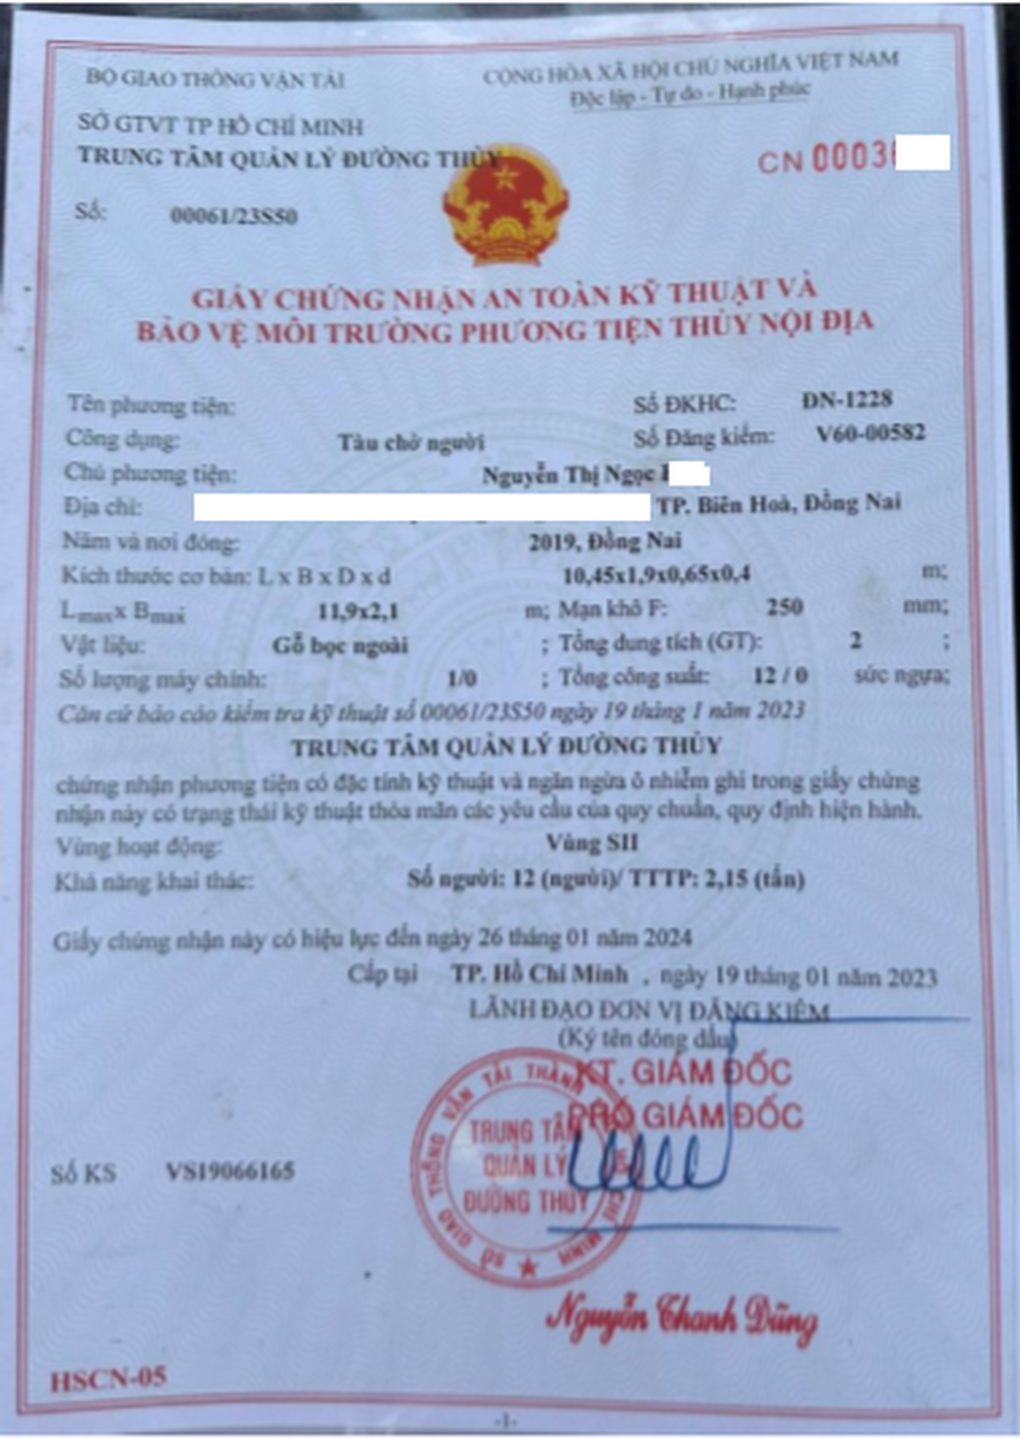 BỘ GIAO THÔNG VẬN TẢI
CỘNG HÒA XÃ HỘI CHỦ NGHĨA VIỆT NAM
Độc lập - Tự do - Hạnh phúc
SỞ GTVT TP HỒ CHÍ MINH
TRUNG TÂM QUẢN LÝ ĐƯỜNG THỦY
CN 0003
Số: 00061/23S50
GIẤY CHỨNG NHẬN AN TOÀN KỸ THUẬT VÀ
BẢO VỆ MÔI TRƯỜNG PHƯƠNG TIỆN THỦY NỘI ĐỊA
Tên phương tiện: Số ĐKHC: ĐN-1228
Công dụng: Tàu chở người Số Đăng kiểm: V60-00582
Chủ phương tiện: Nguyễn Thị Ngọc
Địa chỉ: TP. Biên Hoà, Đồng Nai
Năm và nơi đóng: 2019, Đồng Nai
Kích thước cơ bản: L x B x D x d 10,45x1,9x0,65x0,4 m;
Lmax x Bmax 11,9x2,1 m; Mạn khô F: 250 mm;
Vật liệu: Gỗ bọc ngoài ; Tổng dung tích (GT): 2 ;
Số lượng máy chính: 1/0 ; Tổng công suất: 12 / 0 sức ngựa;
Căn cứ báo cáo kiểm tra kỹ thuật số 00061/23S50 ngày 19 tháng 1 năm 2023
TRUNG TÂM QUẢN LÝ ĐƯỜNG THỦY
chứng nhận phương tiện có đặc tính kỹ thuật và ngăn ngừa ô nhiễm ghi trong giấy chứng
nhận này có trạng thái kỹ thuật thỏa mãn các yêu cầu của quy chuẩn, quy định hiện hành.
Vùng hoạt động: Vùng SII
Khả năng khai thác: Số người: 12 (người)/ TTTP: 2,15 (tấn)
Giấy chứng nhận này có hiệu lực đến ngày 26 tháng 01 năm 2024
Cấp tại TP. Hồ Chí Minh , ngày 19 tháng 01 năm 2023
LÃNH ĐẠO ĐƠN VỊ ĐĂNG KIỂM
(Ký tên đóng dấu)
KT. GIÁM ĐỐC
PHÓ GIÁM ĐỐC
SỞ GIAO THÔNG VẬN TẢI THÀNH CHÍ MINH
TRUNG TÂM
QUẢN LÝ
ĐƯỜNG THỦY
Số KS VS19066165
Nguyễn Thanh Dũng
HSCN-05
-1-